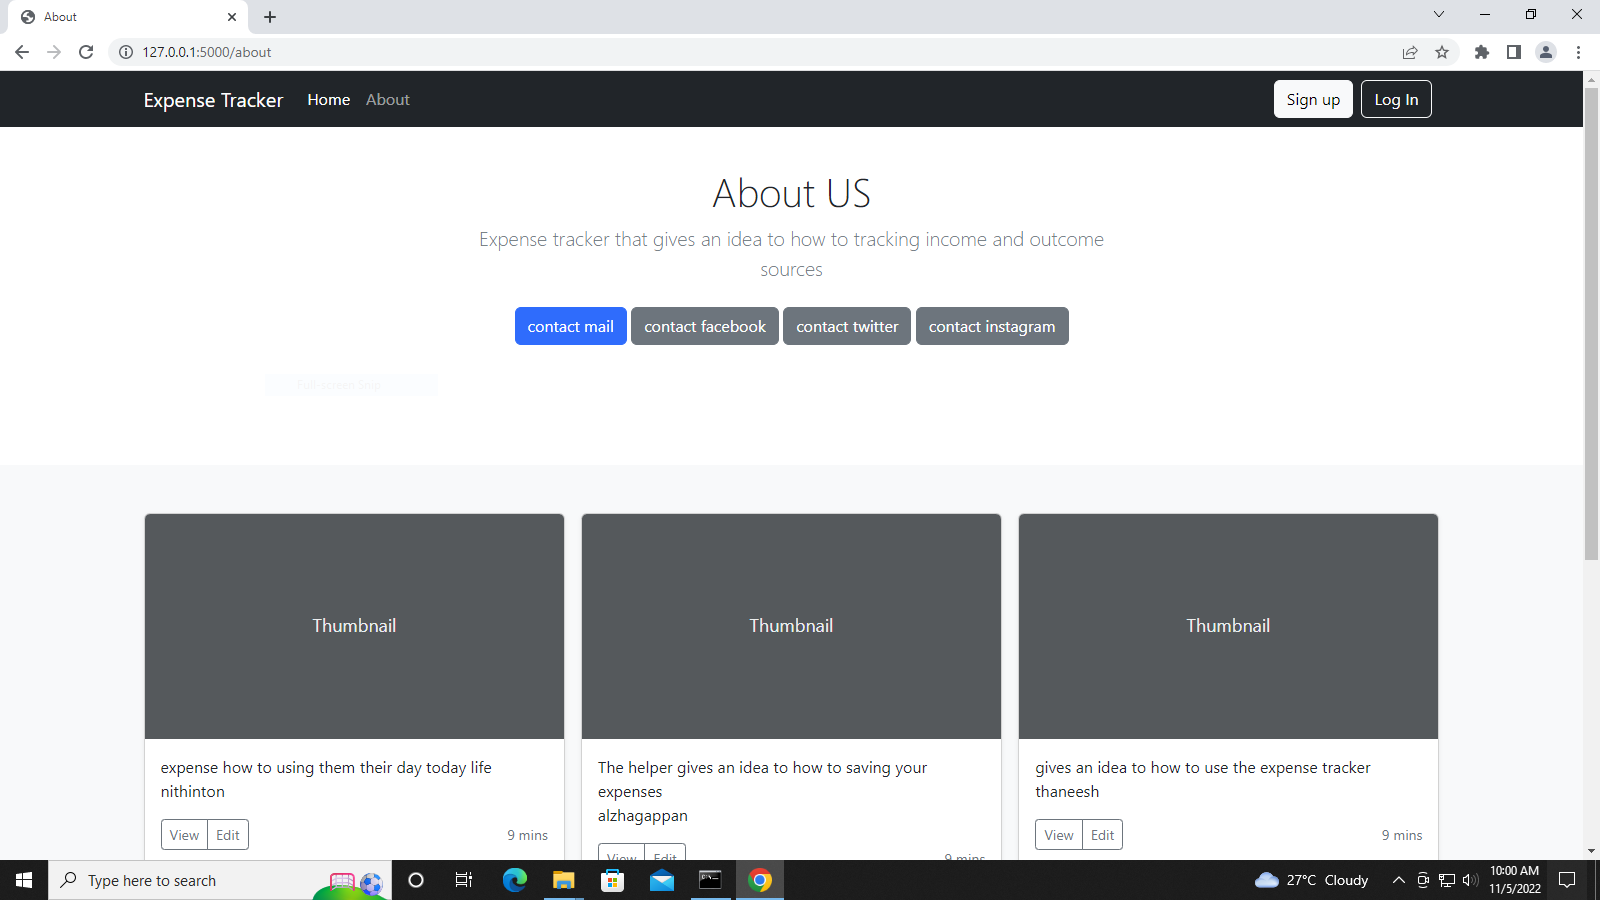 About
127.0.0.1:5000/about
Expense Tracker Home About Sign up Log In
About US
Expense tracker that gives an idea to how to tracking income and outcome
sources
contact mail contact facebook contact twitter contact instagram
Full-screen Snip
Thumbnail Thumbnail Thumbnail
expense how to using them their day today life
nithinton
View Edit 9 mins
The helper gives an idea to how to saving your
expenses
alzhagappan
View Edit 9 mins
gives an idea to how to use the expense tracker
thaneesh
View Edit 9 mins
Type here to search
27°C Cloudy
10:00 AM
11/5/2022